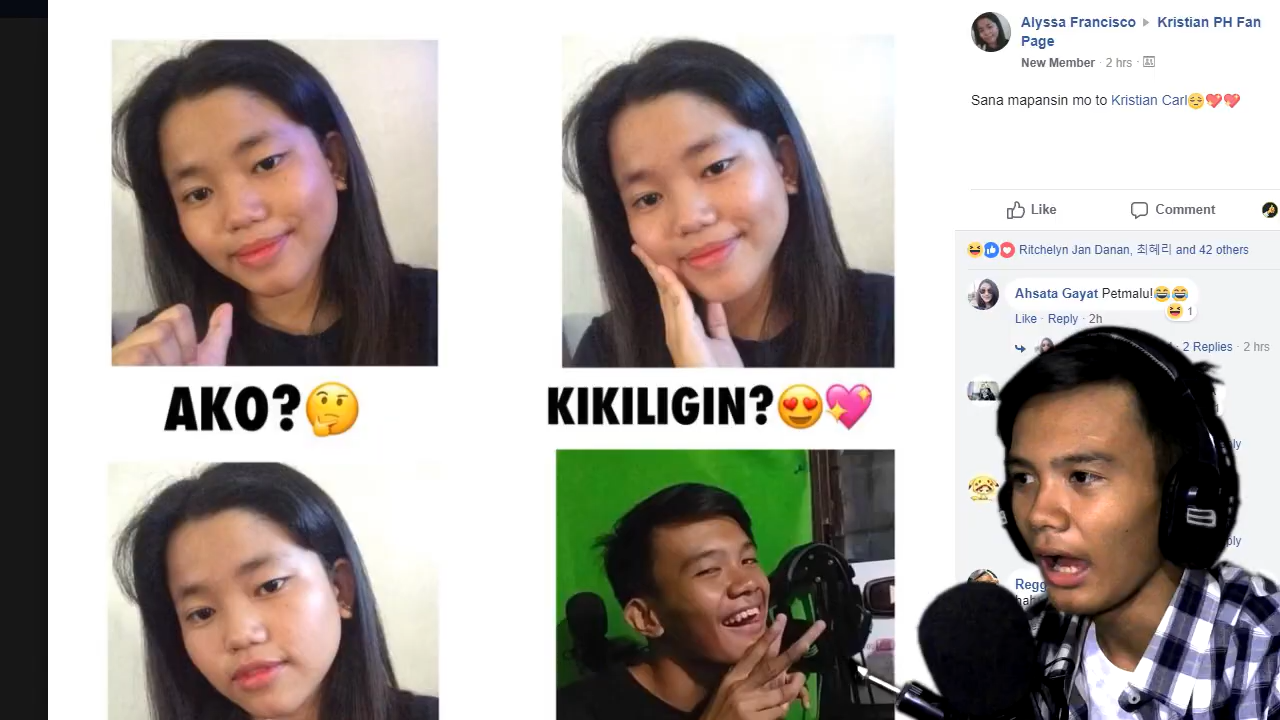 AKO?🤔
KIKILIGIN?😍💖
Alyssa Francisco ▸ Kristian PH Fan
Page
New Member · 2 hrs ·
Sana mapansin mo to Kristian Carl😔💖💖
Like
Comment
Ritchelyn Jan Danan, 최혜리 and 42 others
Ahsata Gayat Petmalu!😂😂
1
Like · Reply · 2h
· 2 Replies · 2 hrs